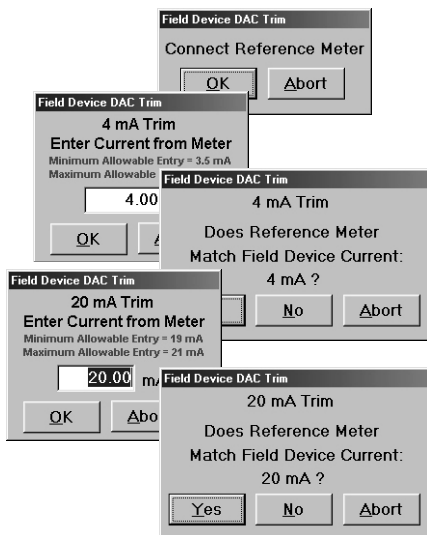 Field Device DAC Trim
Connect Reference Meter
OK Abort
Field Device DAC Trim
4 mA Trim
Enter Current from Meter
Minimum Allowable Entry = 3.5 mA
Maximum Allowable
4.00
OK
Field Device DAC Trim
4 mA Trim
Does Reference Meter
Match Field Device Current:
4 mA ?
No Abort
Field Device DAC Trim
20 mA Trim
Enter Current from Meter
Minimum Allowable Entry = 19 mA
Maximum Allowable Entry = 21 mA
20.00
OK Abo
Field Device DAC Trim
20 mA Trim
Does Reference Meter
Match Field Device Current:
20 mA ?
Yes No Abort